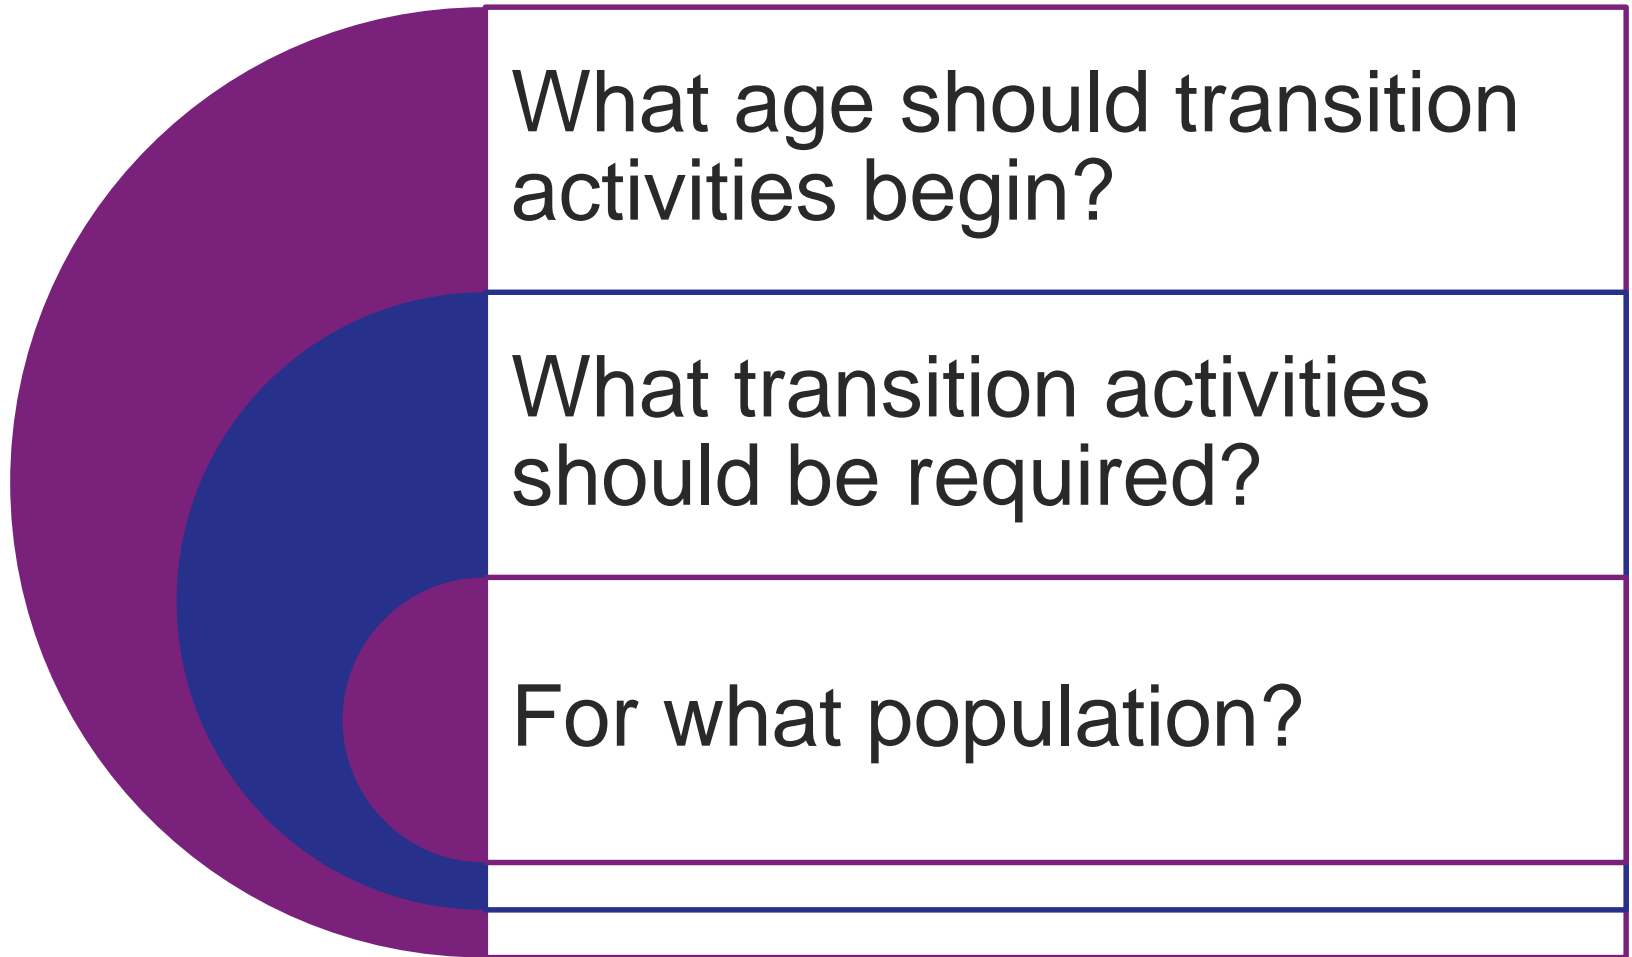 What age should transition
activities begin?
What transition activities
should be required?
For what population?